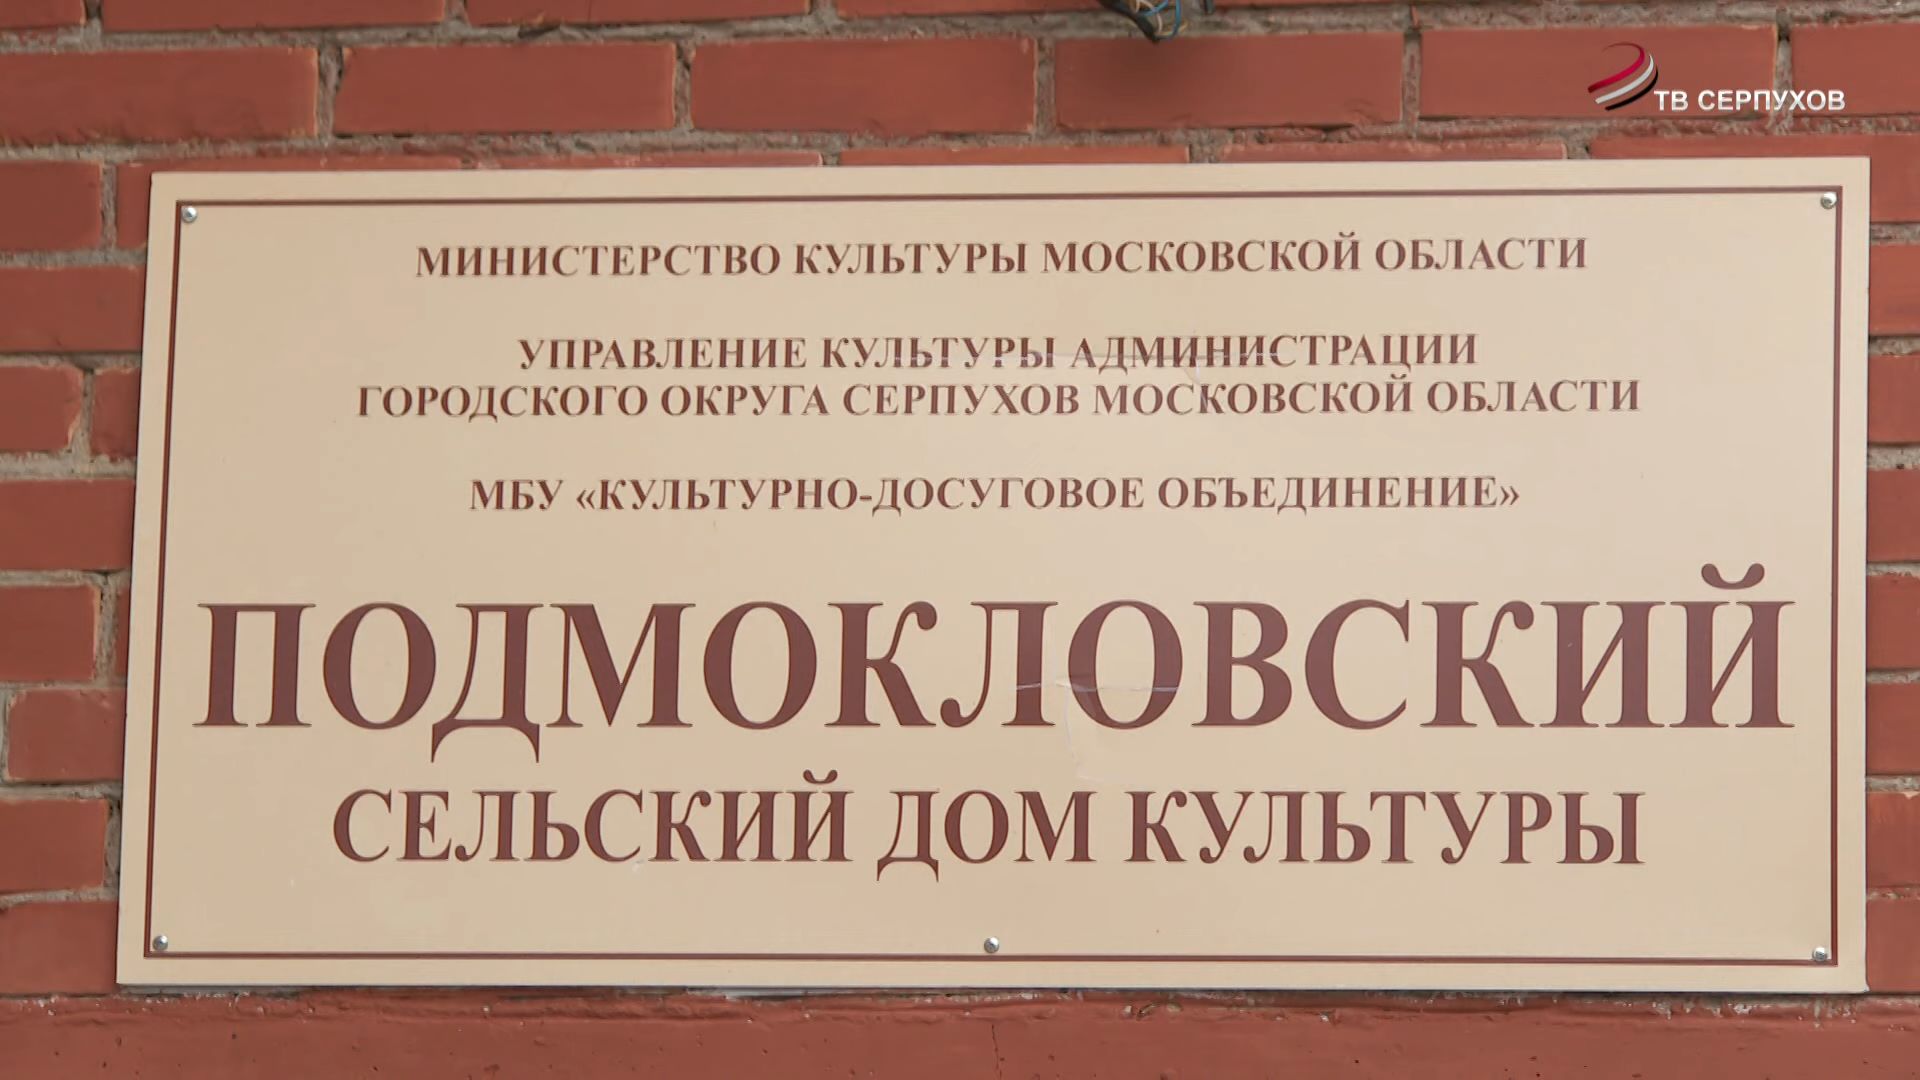 ТВ СЕРПУХОВ
МИНИСТЕРСТВО КУЛЬТУРЫ МОСКОВСКОЙ ОБЛАСТИ
УПРАВЛЕНИЕ КУЛЬТУРЫ АДМИНИСТРАЦИИ
ГОРОДСКОГО ОКРУГА СЕРПУХОВ МОСКОВСКОЙ ОБЛАСТИ
МБУ «КУЛЬТУРНО-ДОСУГОВОЕ ОБЪЕДИНЕНИЕ»
ПОДМОКЛОВСКИЙ
СЕЛЬСКИЙ ДОМ КУЛЬТУРЫ